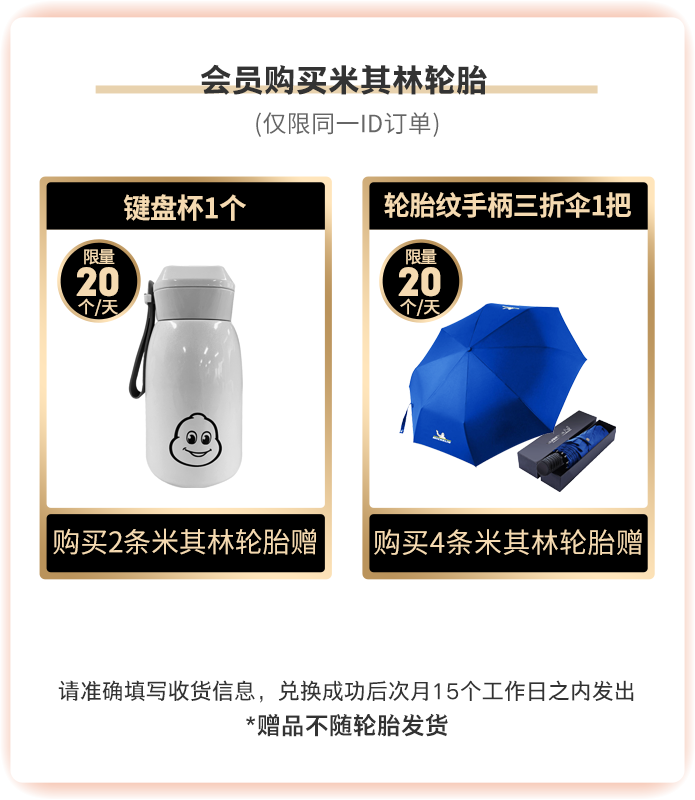 会员购买米其林轮胎
(仅限同一ID订单)
键盘杯1个
限量
20
个/天
购买2条米其林轮胎赠
轮胎纹手柄三折伞1把
限量
20
个/天
购买4条米其林轮胎赠
请准确填写收货信息，兑换成功后次月15个工作日之内发出
*赠品不随轮胎发货